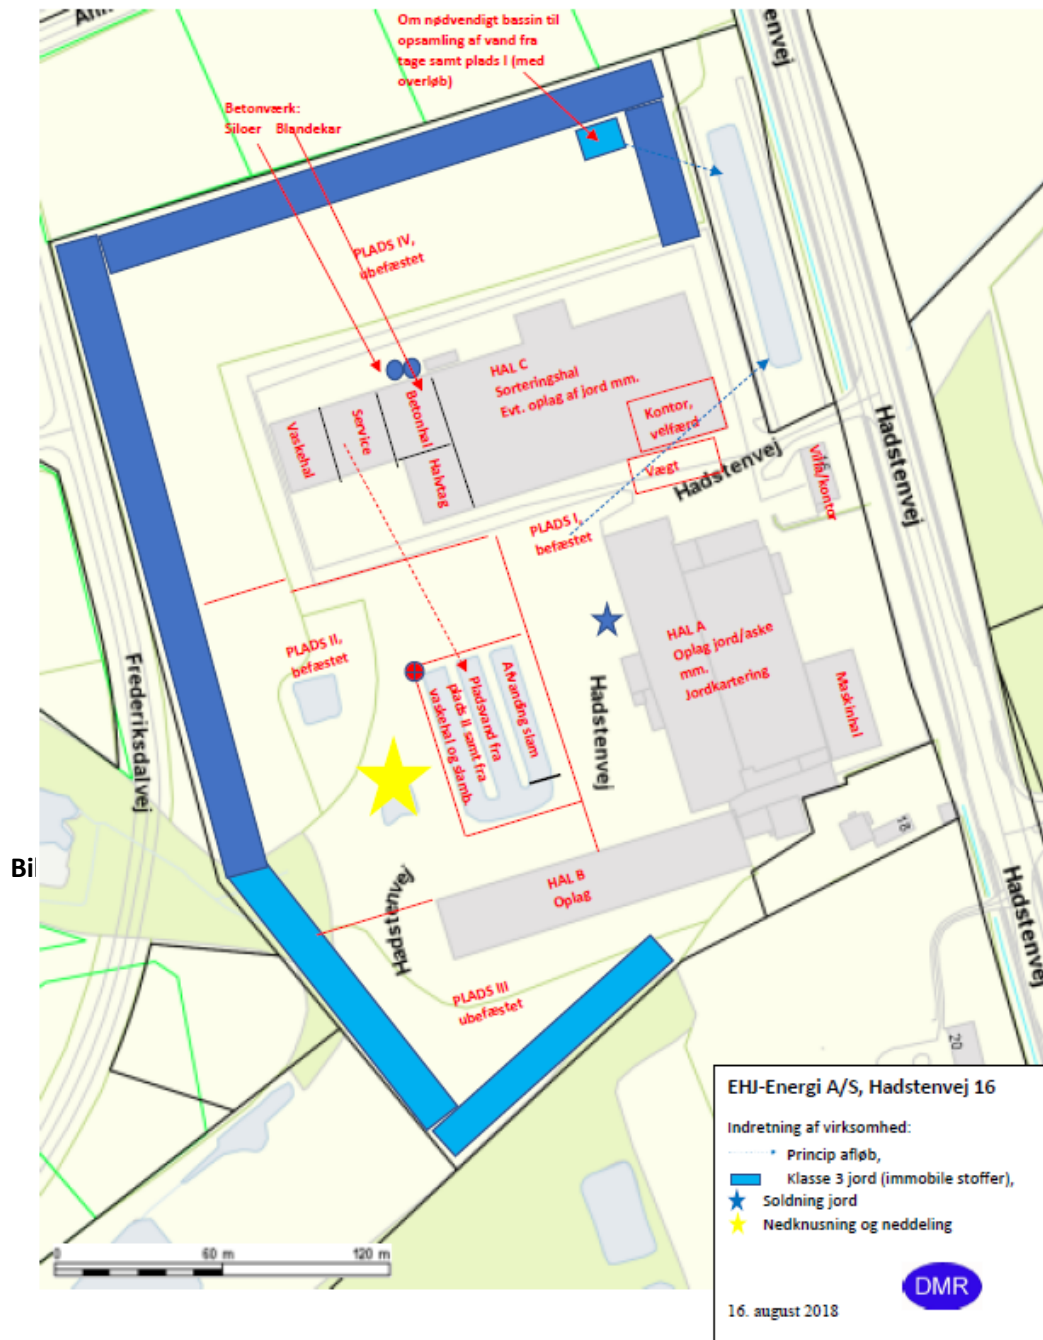 Om nødvendigt bassin til
opsamling af vand fra
tage samt plads I (med
overløb)
Hadstenvej
Betonværk:
Siloer Blandekar
PLADS IV,
ubefæstet
HAL C
Sorteringshal
Evt. oplag af jord mm.
Kontor,
velfærd
Vægt
Hadstenvej
Hadstenvej
16
Villa/kontor
Vaskehal
Service
Betonhal
Halvtag
PLADS I,
befæstet
PLADS II,
befæstet
HAL A
Oplag jord/aske
mm.
Jordkartering
Maskinhal
Hadstenvej
Afvanding slam
Pladsvand fra
plads II samt fra
vaskehal og slamb.
Frederiksdalvej
18
HAL B
Oplag
Hadstenvej
Hadstenvej
Bil
PLADS III
ubefæstet
20
0 60 m 120 m
EHJ-Energi A/S, Hadstenvej 16
Indretning af virksomhed:
Princip afløb,
Klasse 3 jord (immobile stoffer),
Soldning jord
Nedknusning og neddeling
DMR
16. august 2018